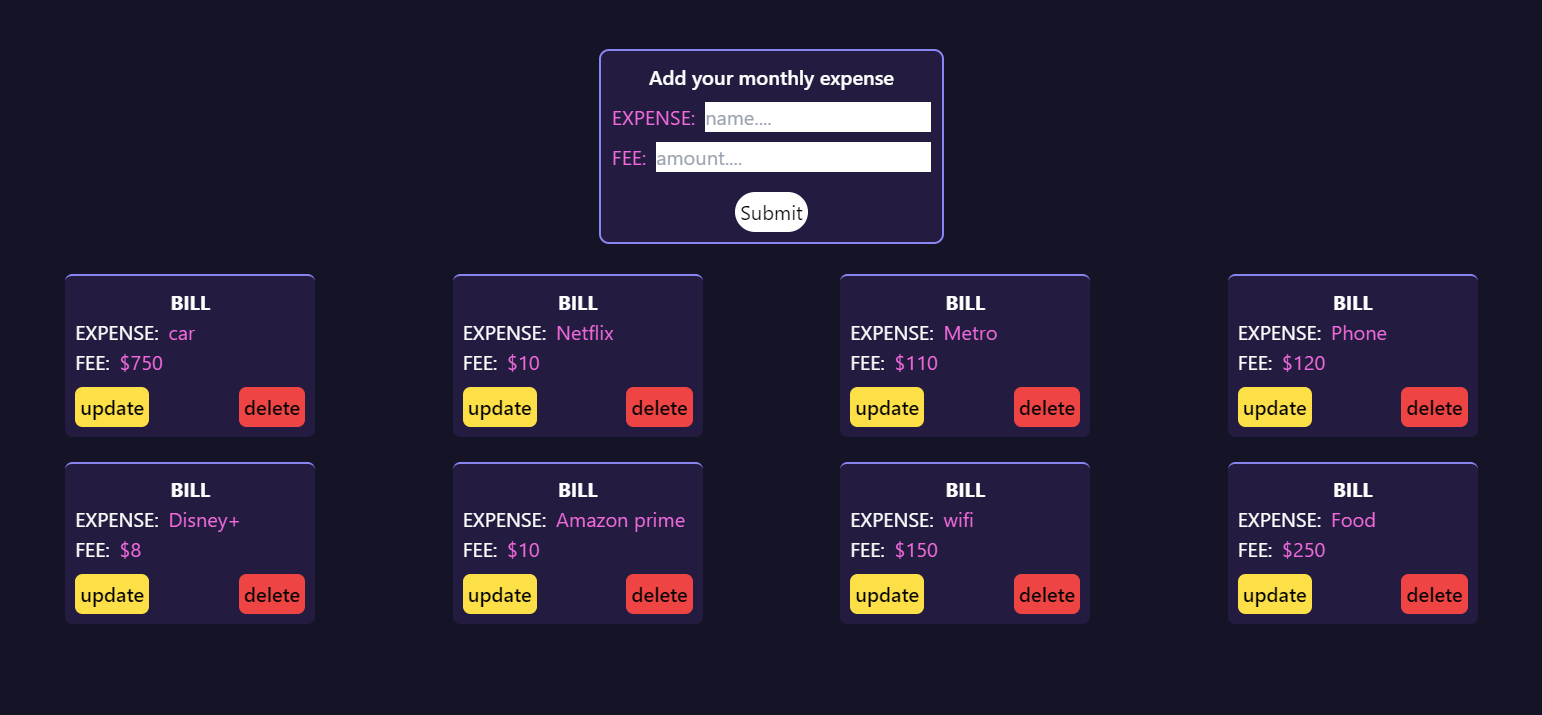 Add your monthly expense
EXPENSE: name....
FEE: amount....
Submit
BILL
EXPENSE: car
FEE: $750
update delete
BILL
EXPENSE: Netflix
FEE: $10
update delete
BILL
EXPENSE: Metro
FEE: $110
update delete
BILL
EXPENSE: Phone
FEE: $120
update delete
BILL
EXPENSE: Disney+
FEE: $8
update delete
BILL
EXPENSE: Amazon prime
FEE: $10
update delete
BILL
EXPENSE: wifi
FEE: $150
update delete
BILL
EXPENSE: Food
FEE: $250
update delete